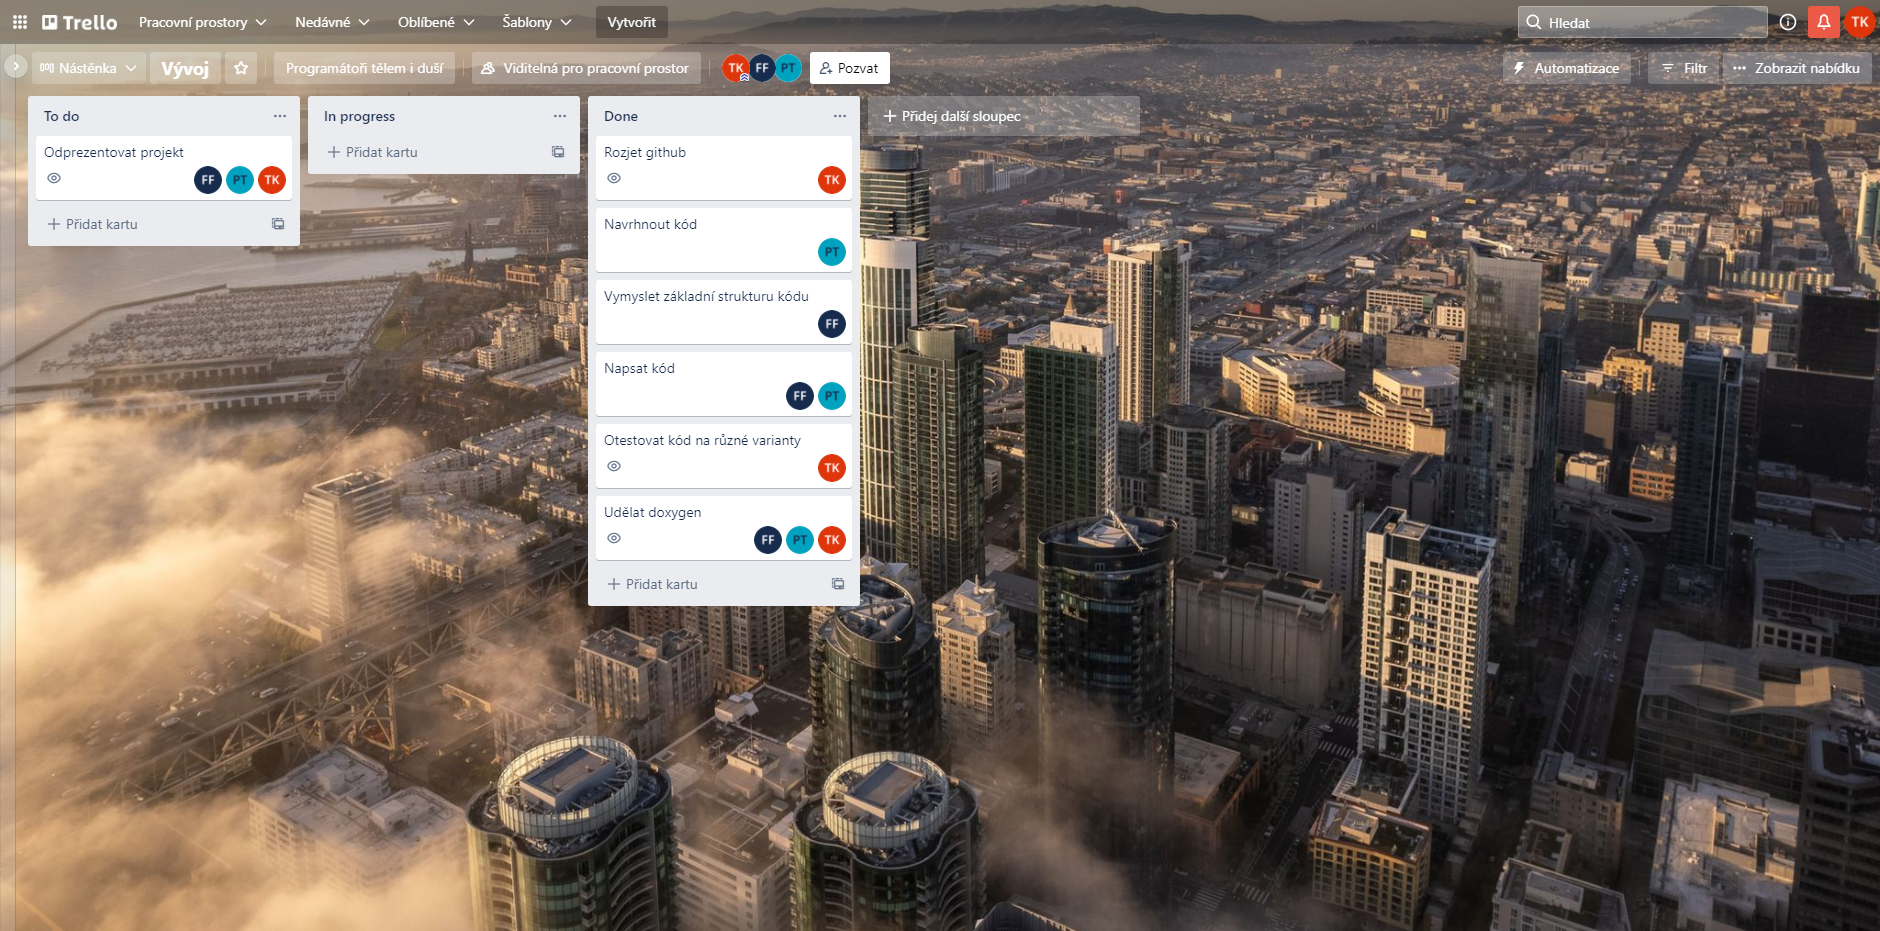 Trello Pracovní prostory Nedávné Oblíbené Šablony Vytvořit Hledat TK
Nástěnka Vývoj Programátoři tělem i duší Viditelná pro pracovní prostor TK FF PT Pozvat Automatizace Filtr Zobrazit nabídku
To do
Odprezentovat projekt
FF PT TK
Přidat kartu
In progress
Přidat kartu
Done
Rozjet github
TK
Navrhnout kód
PT
Vymyslet základní strukturu kódu
FF
Napsat kód
FF PT
Otestovat kód na různé varianty
TK
Udělat doxygen
FF PT TK
Přidat kartu
Přidej další sloupec